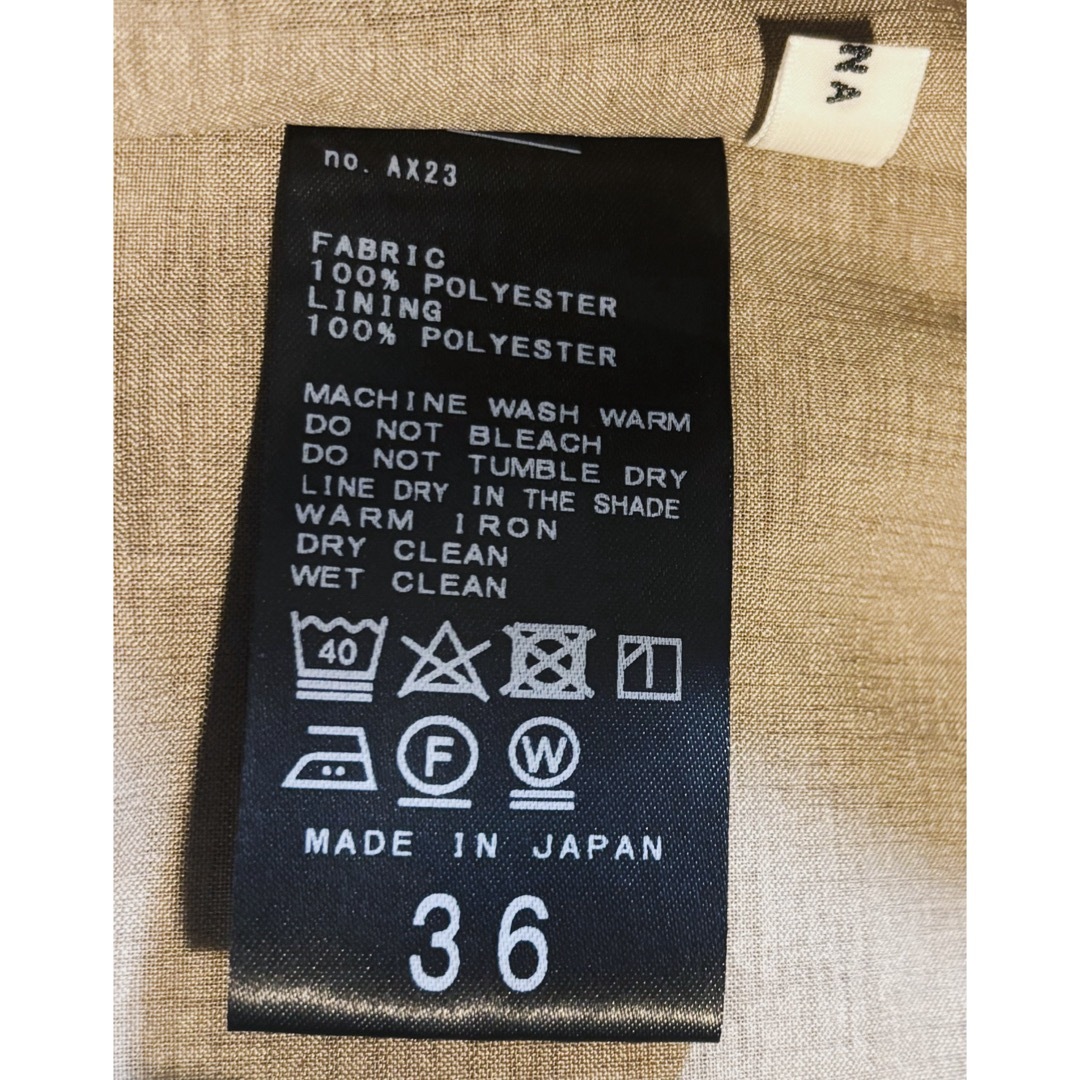 NA
no. AX23
FABRIC
100% POLYESTER
LINING
100% POLYESTER
MACHINE WASH WARM
DO NOT BLEACH
DO NOT TUMBLE DRY
LINE DRY IN THE SHADE
WARM IRON
DRY CLEAN
WET CLEAN
40
F W
MADE IN JAPAN
36